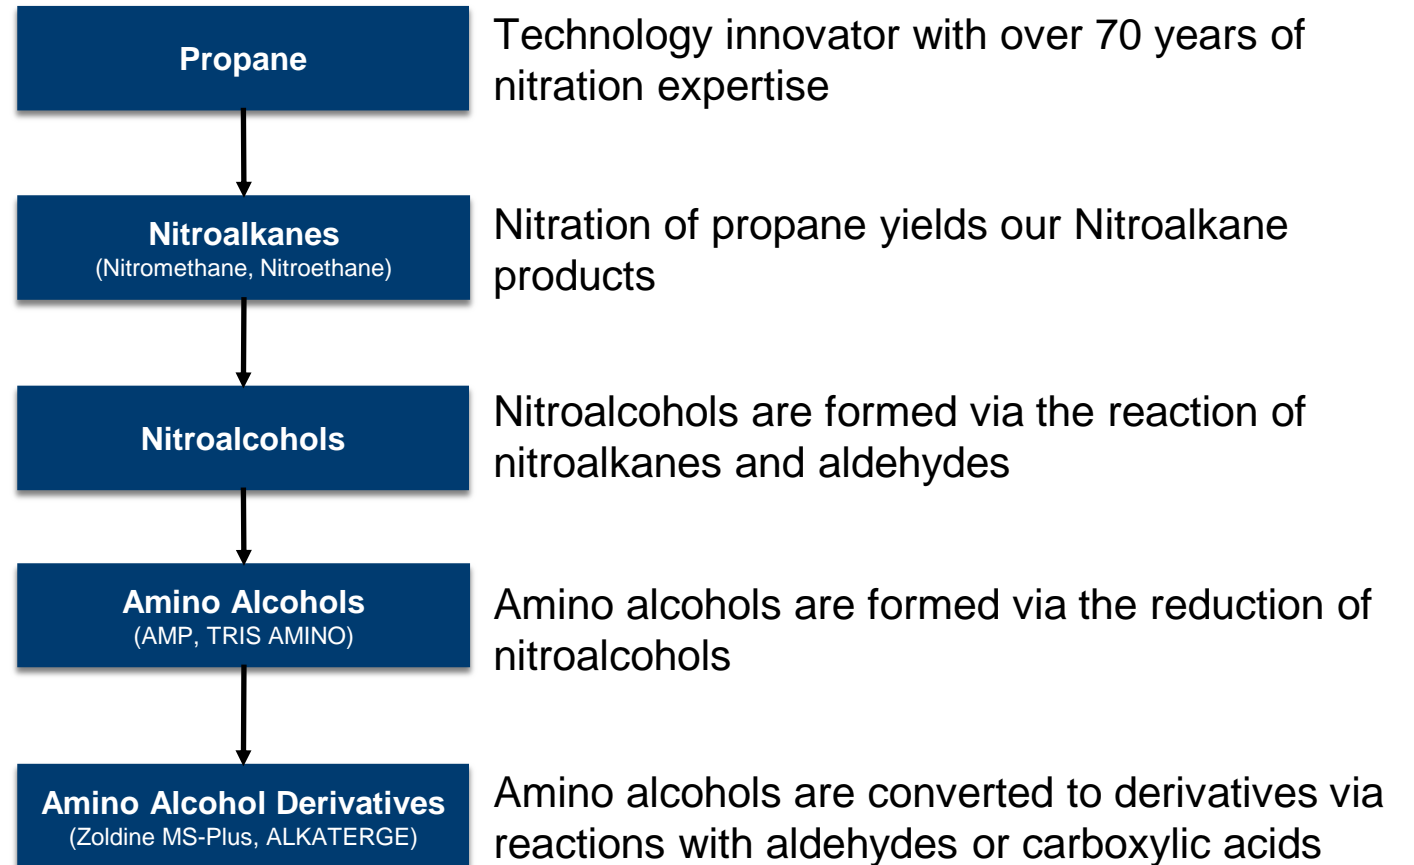 Propane
Technology innovator with over 70 years of
nitration expertise
Nitroalkanes
(Nitromethane, Nitroethane)
Nitration of propane yields our Nitroalkane
products
Nitroalcohols
Nitroalcohols are formed via the reaction of
nitroalkanes and aldehydes
Amino Alcohols
(AMP, TRIS AMINO)
Amino alcohols are formed via the reduction of
nitroalcohols
Amino Alcohol Derivatives
(Zoldine MS-Plus, ALKATERGE)
Amino alcohols are converted to derivatives via
reactions with aldehydes or carboxylic acids